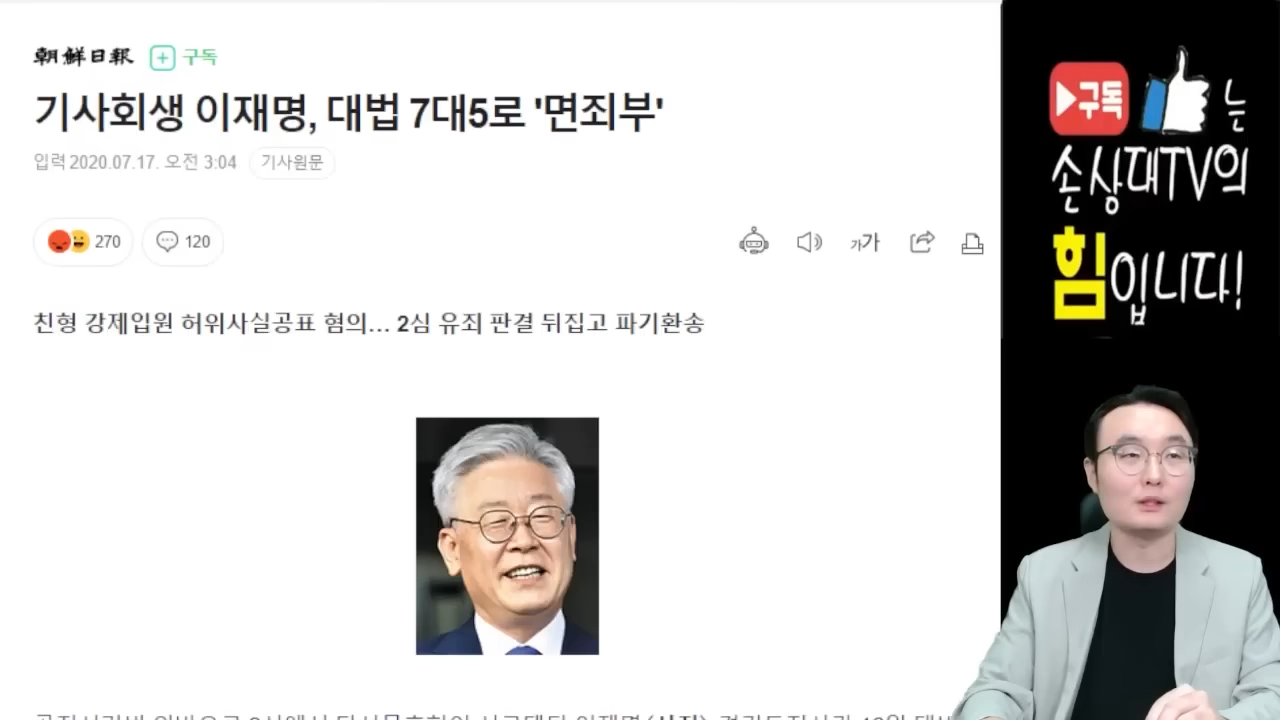 朝鮮日報 구독
기사회생 이재명, 대법 7대5로 '면죄부'
입력 2020.07.17. 오전 3:04 기사원문
270 120
가가
친형 강제입원 허위사실공표 혐의... 2심 유죄 판결 뒤집고 파기환송
구독 는
손상대TV의
힘입니다!